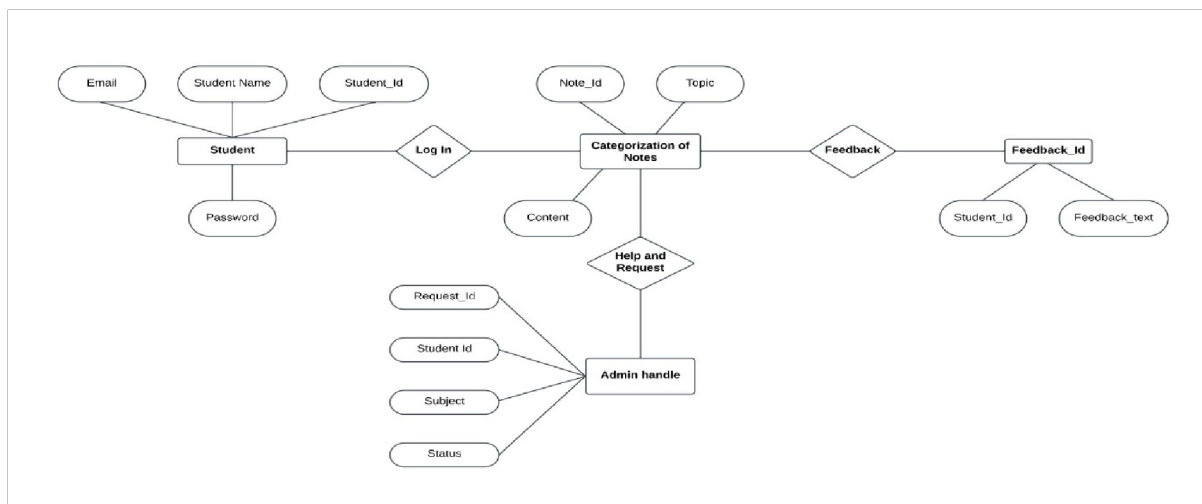 Email
Student Name
Student_Id
Note_Id
Topic
Student
Log In
Categorization of
Notes
Feedback
Feedback_Id
Password
Content
Student_Id
Feedback_text
Help and
Request
Request_Id
Student Id
Admin handle
Subject
Status